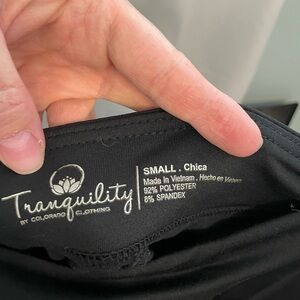 Tranquility
BY COLORADO CLOTHING
SMALL . Chica
Made in Vietnam . Hecho en Vietnam
92% POLYESTER
8% SPANDEX